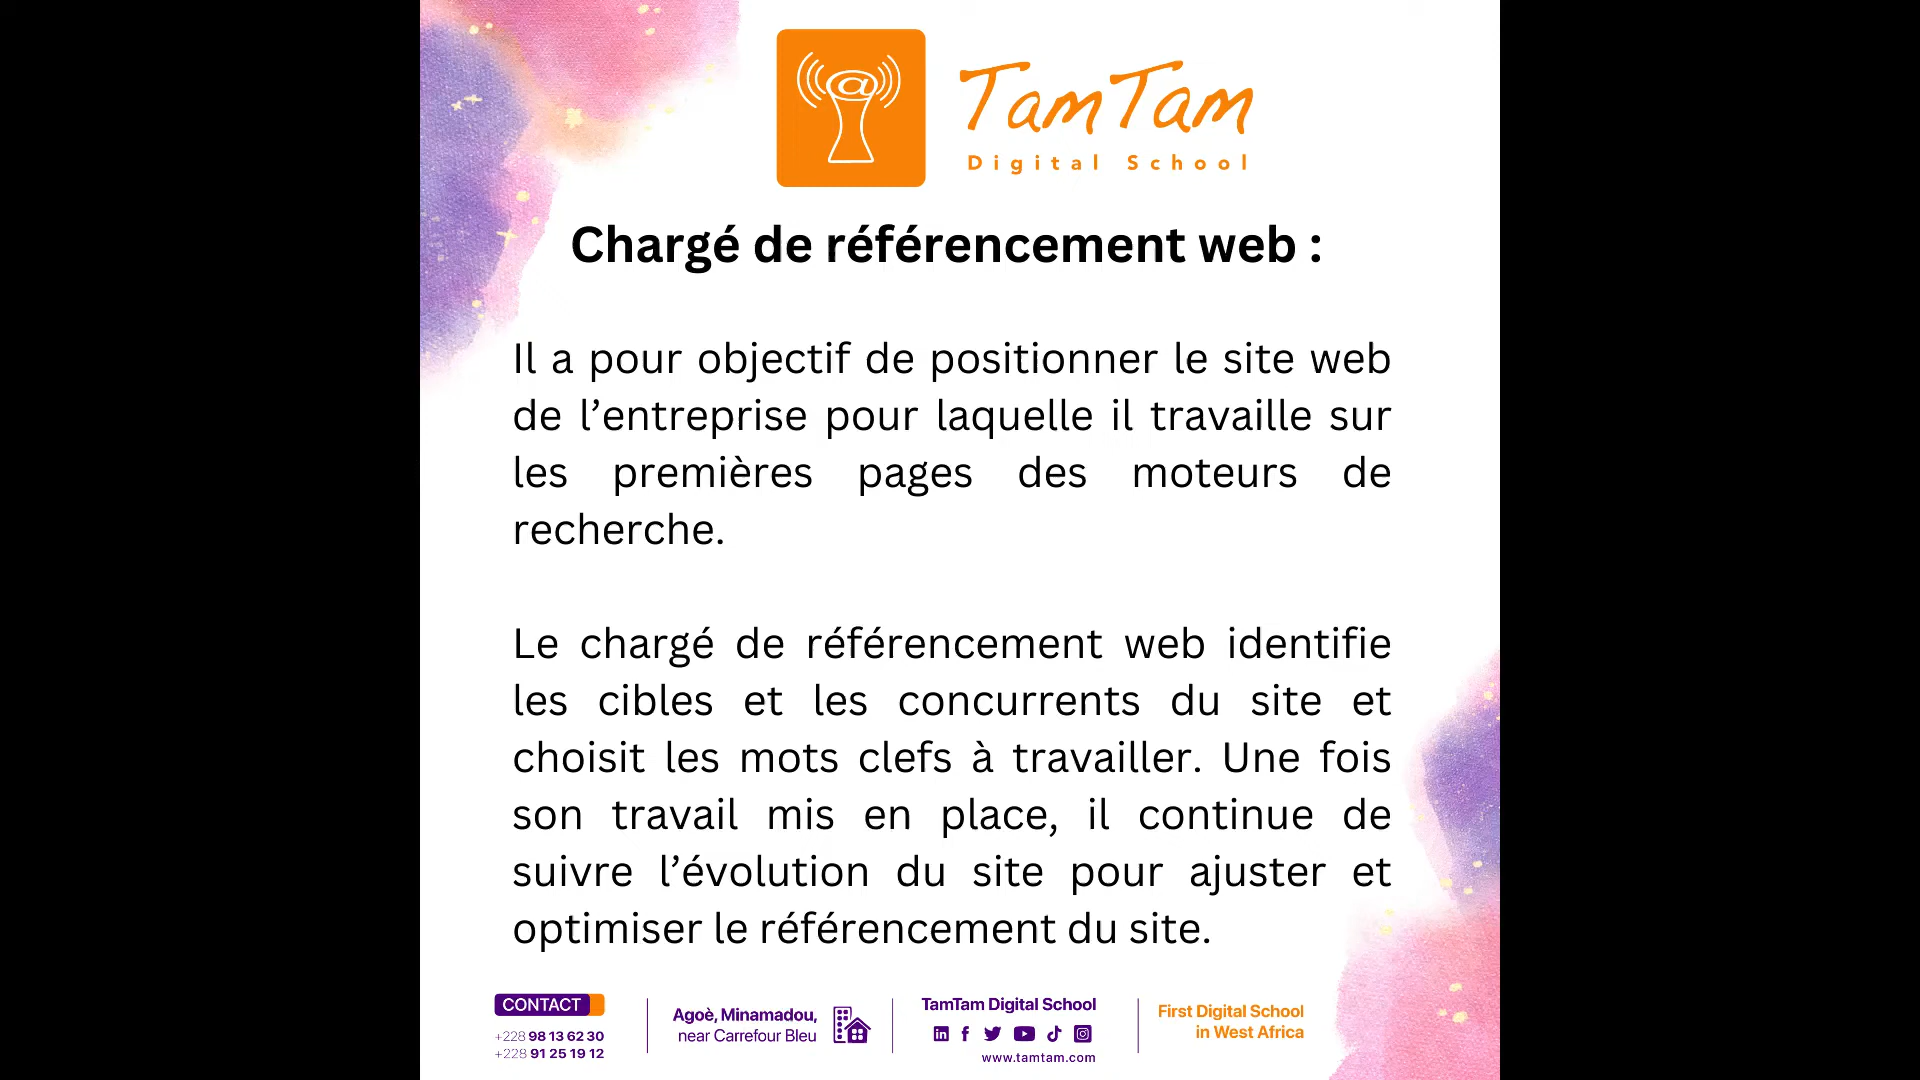 @
TamTam
Digital School
Chargé de référencement web :
Il a pour objectif de positionner le site web
de l’entreprise pour laquelle il travaille sur
les premières pages des moteurs de
recherche.
Le chargé de référencement web identifie
les cibles et les concurrents du site et
choisit les mots clefs à travailler. Une fois
son travail mis en place, il continue de
suivre l’évolution du site pour ajuster et
optimiser le référencement du site.
CONTACT
+228 98 13 62 30
+228 91 25 19 12
Agoè, Minamadou,
near Carrefour Bleu
TamTam Digital School
www.tamtam.com
First Digital School
in West Africa